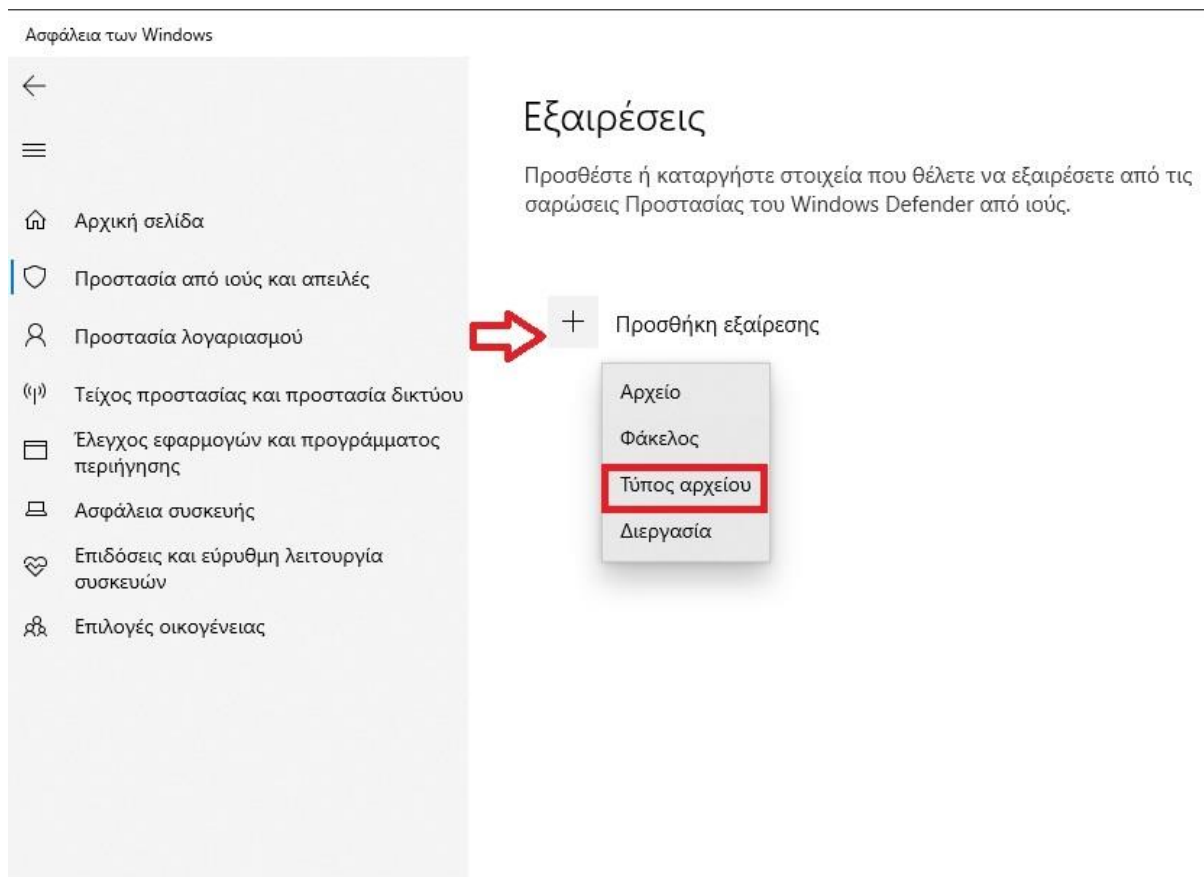 Ασφάλεια των Windows
Εξαιρέσεις
Προσθέστε ή καταργήστε στοιχεία που θέλετε να εξαιρέσετε από τις
σαρώσεις Προστασίας του Windows Defender από ιούς.
Αρχική σελίδα
Προστασία από ιούς και απειλές
Προστασία λογαριασμού
Τείχος προστασίας και προστασία δικτύου
Έλεγχος εφαρμογών και προγράμματος
περιήγησης
Ασφάλεια συσκευής
Επιδόσεις και εύρυθμη λειτουργία
συσκευών
Επιλογές οικογένειας
Προσθήκη εξαίρεσης
Αρχείο
Φάκελος
Τύπος αρχείου
Διεργασία